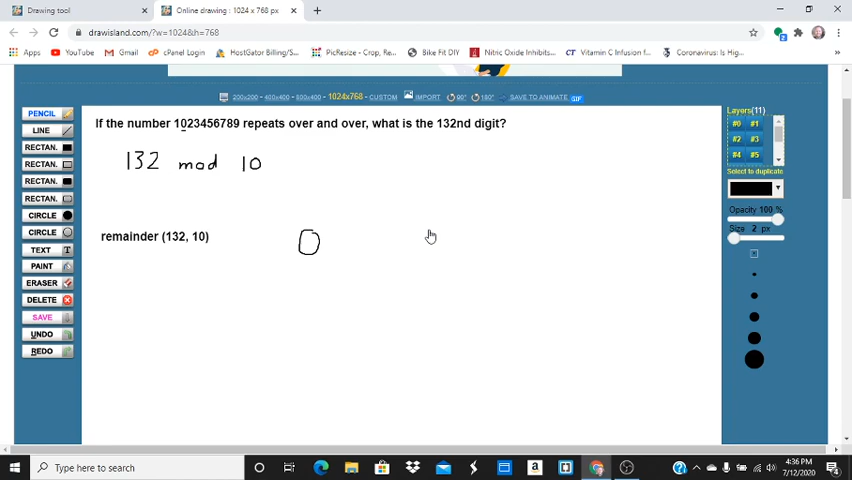 Drawing tool
Online drawing : 1024 x 768 px
drawisland.com/?w=1024&h=768
Apps
YouTube
Gmail
cPanel Login
HostGator Billing/S...
PicResize - Crop, Re...
Bike Fit DIY
Nitric Oxide Inhibits...
CT
Vitamin C Infusion f...
Coronavirus: Is Hig...
200x200 - 400x400 - 800x400 - 1024x768 - CUSTOM
IMPORT
90°
180°
SAVE TO ANIMATE GIF
PENCIL
LINE
RECTAN.
RECTAN.
RECTAN.
RECTAN.
CIRCLE
CIRCLE
TEXT T
PAINT
ERASER
DELETE
SAVE
UNDO
REDO
If the number 1023456789 repeats over and over, what is the 132nd digit?
132 mod 10
remainder (132, 10)
0
Layers(11)
#0 #1
#2 #3
#4 #5
Select to duplicate
Opacity 100 %
Size 2 px
Type here to search
4:36 PM
7/12/2020